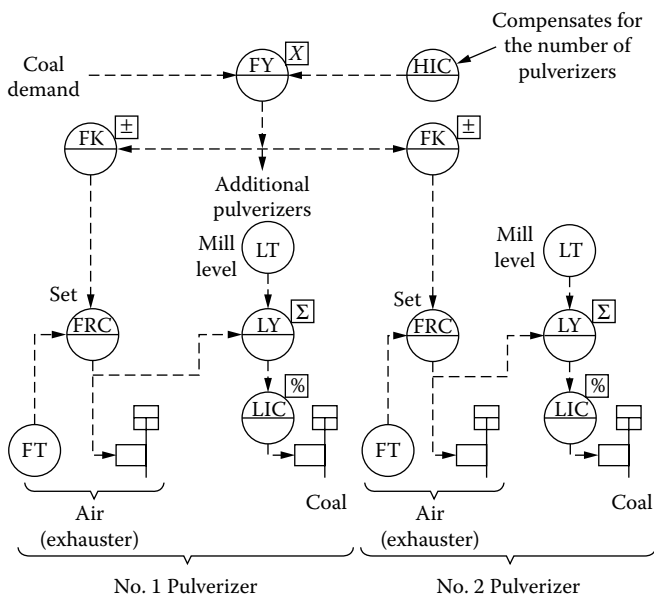 Compensates for
the number of
pulverizers
Coal
demand
FY
X
HIC
FK
±
FK
±
Additional
pulverizers
Mill
level
LT
Mill
level
LT
Set
FRC
LY
Σ
Set
FRC
LY
Σ
LIC
%
LIC
%
FT
FT
Air
(exhauster)
Coal
Air
(exhauster)
Coal
No. 1 Pulverizer
No. 2 Pulverizer